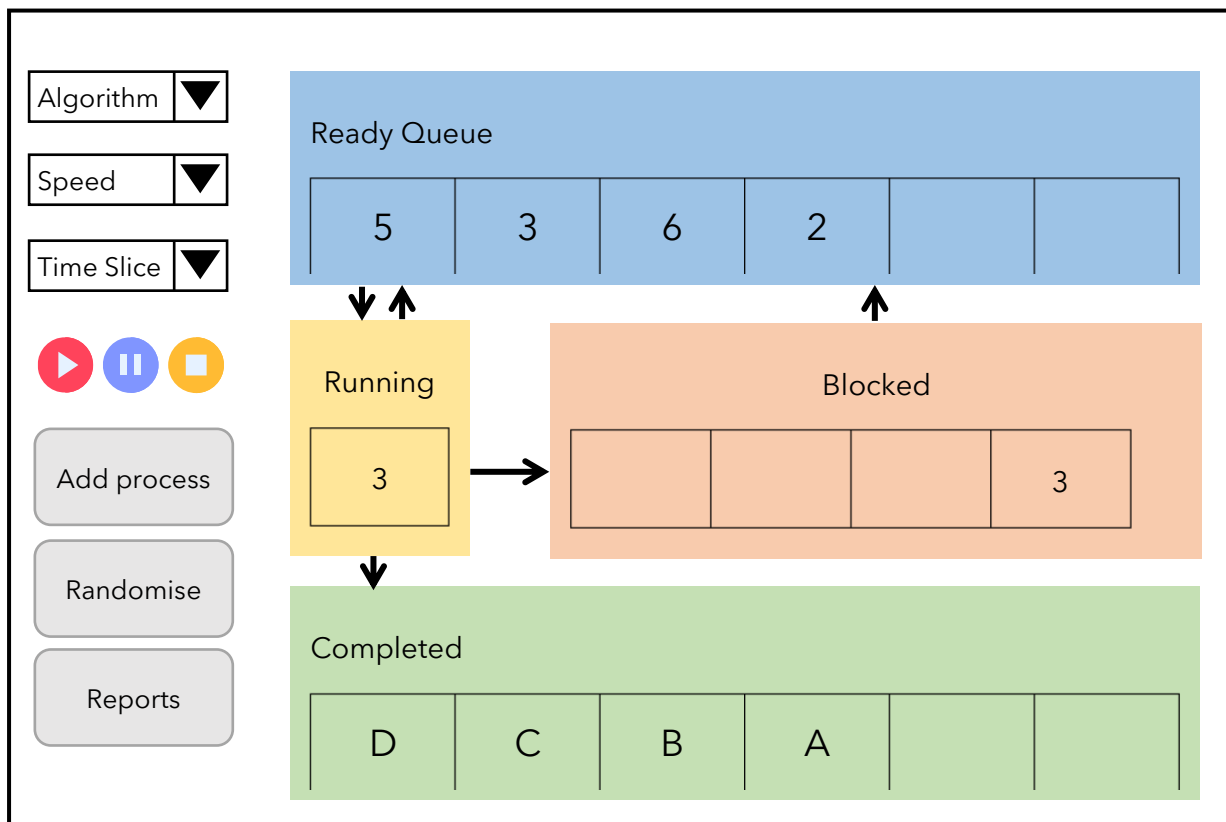 Algorithm
Speed
Time Slice
Add process
Randomise
Reports
Ready Queue
5 3 6 2
Running
3
Blocked
3
Completed
D C B A